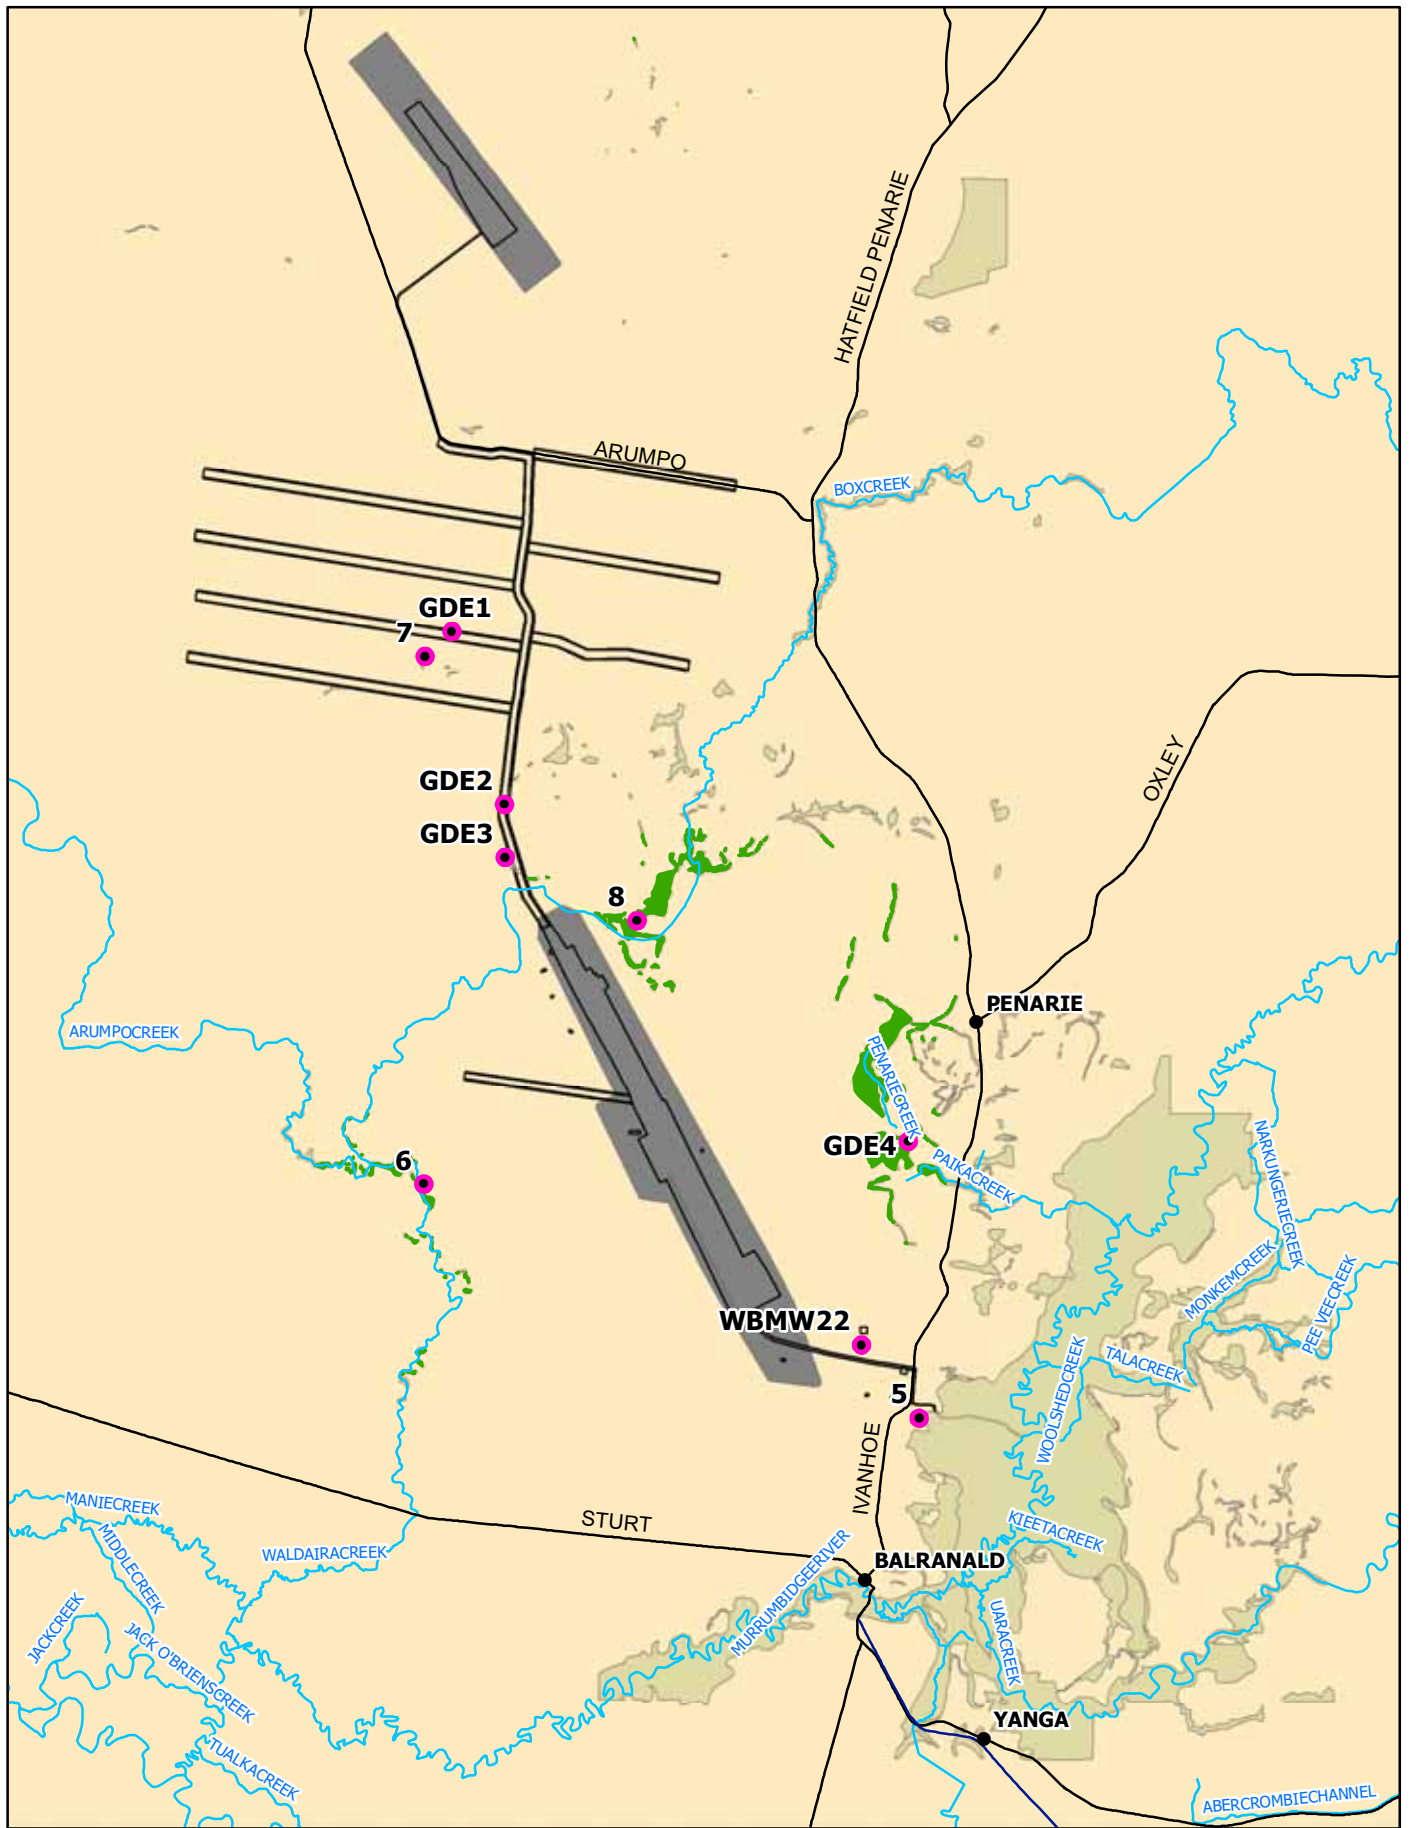 HATFIELD PENARIE
ARUMPO
BOXCREEK
GDE1
7
OXLEY
GDE2
GDE3
8
PENARIE
ARUMPOCREEK
PENARIECREEK
GDE4
PAIKACREEK
6
NARKUNGERIECREEK
MONKEMCREEK
PEE VEECREEK
WBMW22
TALACREEK
WOOLSHEDCREEK
5
IVANHOE
MANIECREEK
STURT
MIDDLECREEK
KIEETACREEK
WALDAIRACREEK
BALRANALD
MURRUMBIDGEERIVER
JACKCREEK
JACK O'BRIENSCREEK
UARACREEK
YANGA
TUALKACREEK
ABERCROMBIECHANNEL